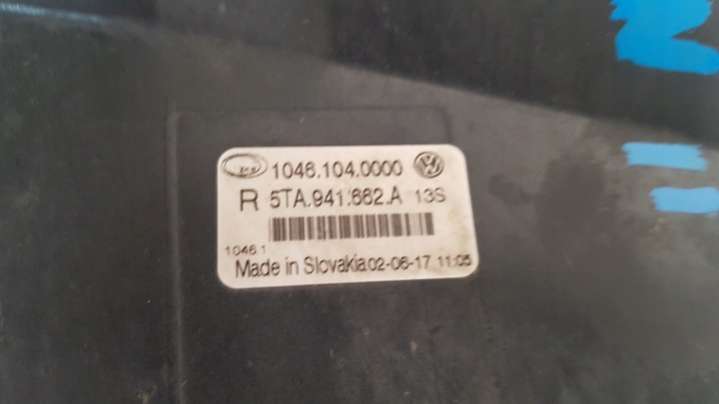 1046.104.0000
R 5TA.941.662.A 13S
1046.1
Made in Slovakia 02-06-17 11:05